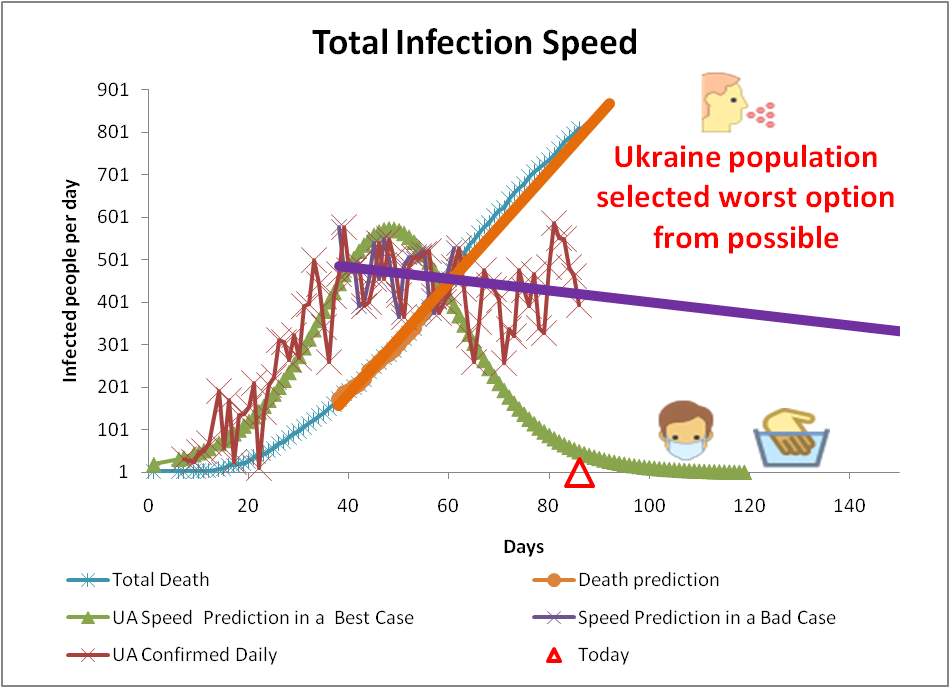 Total Infection Speed
901
801
701
601
501
401
301
201
101
1
Infected people per day
Ukraine population
selected worst option
from possible
0 20 40 60 80 100 120 140
Days
Total Death
Death prediction
UA Speed  Prediction in a  Best Case
Speed Prediction in a Bad Case
UA Confirmed Daily
Today